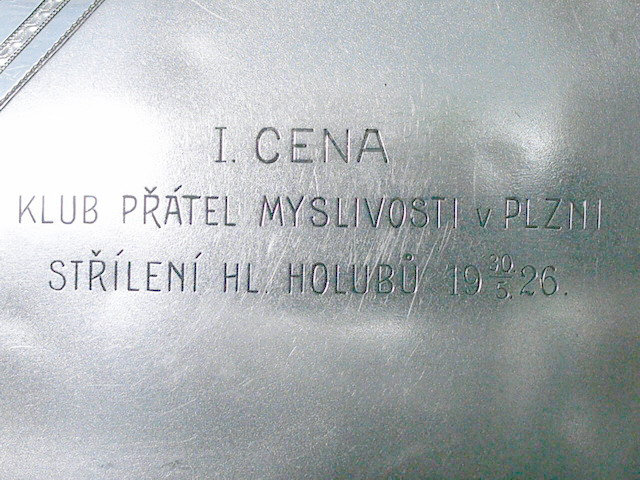 I. CENA
KLUB PŘÁTEL MYSLIVOSTI v PLZNI
STŘÍLENÍ HL. HOLUBŮ 19 30/5. 26.